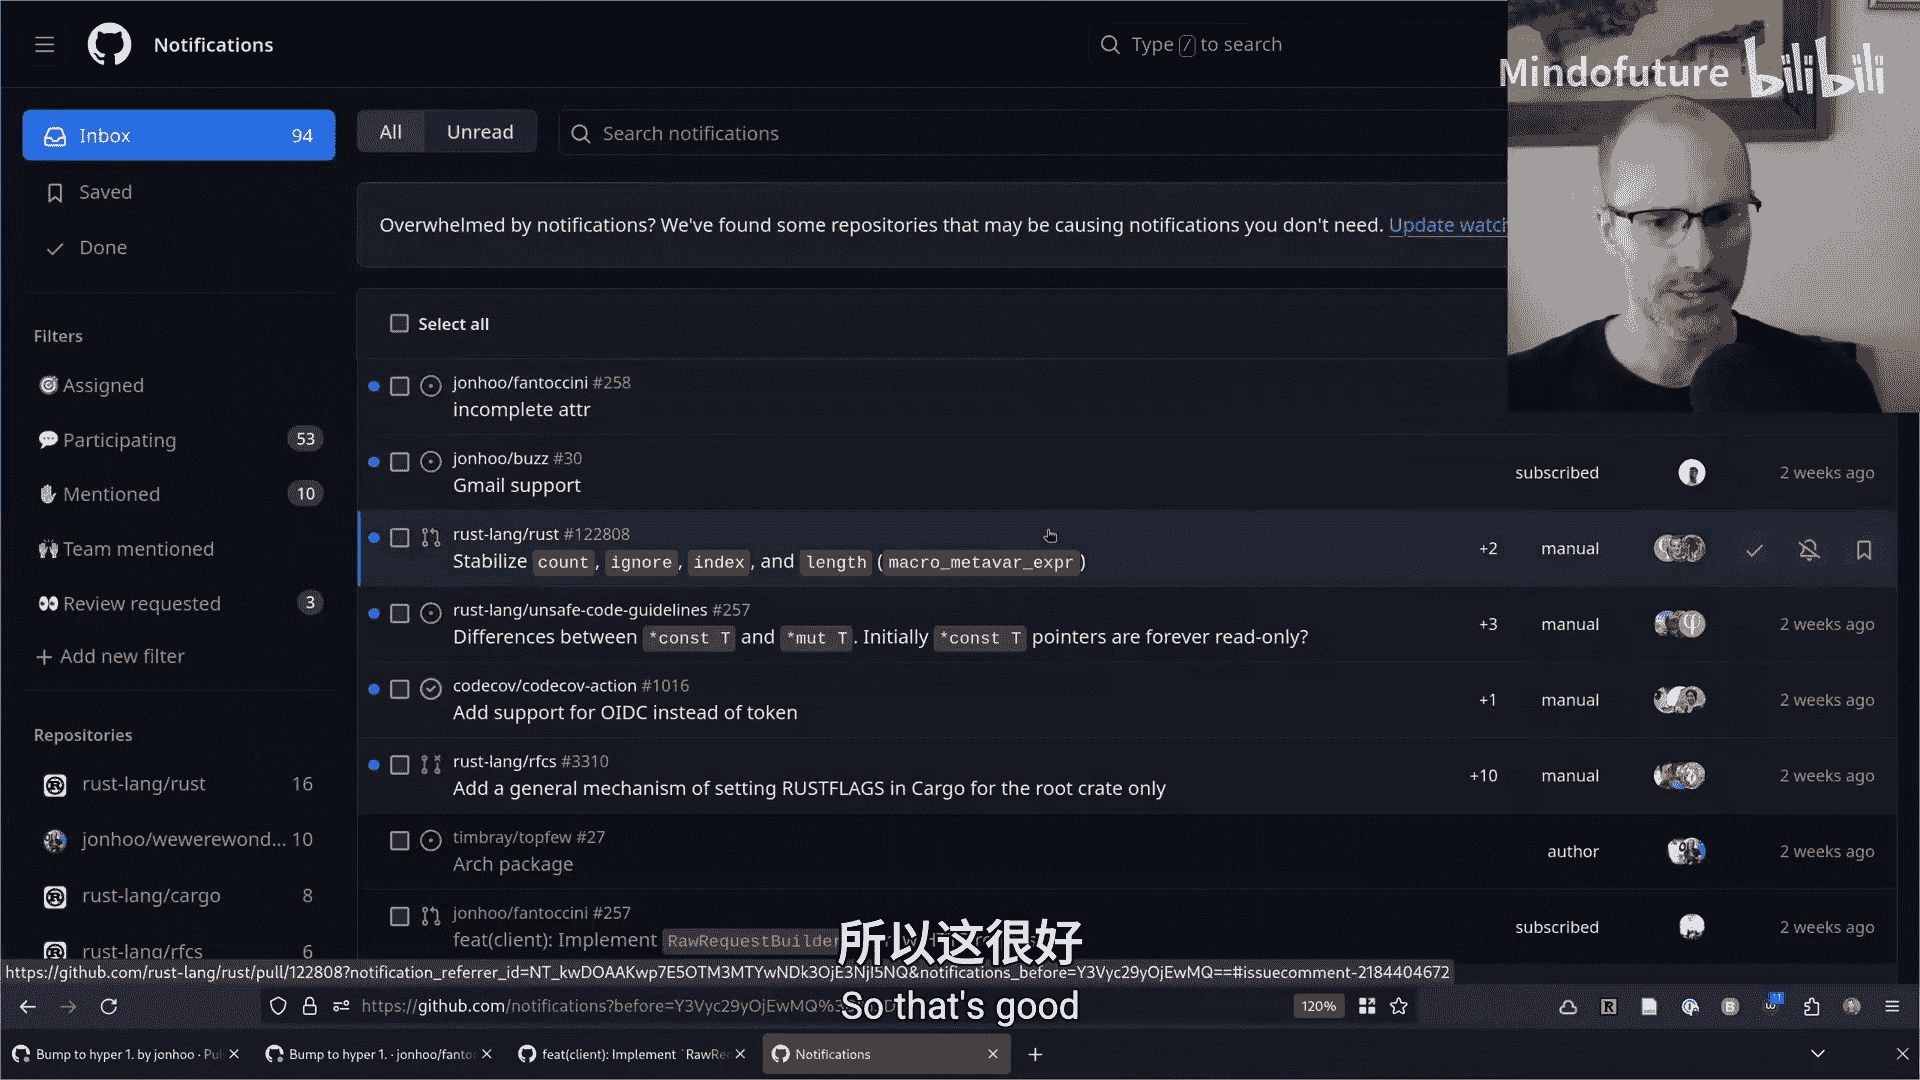 Notifications
Type / to search
Mindofuture bilibili
Inbox 94
All Unread
Search notifications
Saved
Done
Overwhelmed by notifications? We've found some repositories that may be causing notifications you don't need. Update watch
Filters
Assigned
Participating 53
Mentioned 10
Team mentioned
Review requested 3
Add new filter
Repositories
rust-lang/rust 16
jonhoo/wewerewond... 10
rust-lang/cargo 8
rust-lang/rfcs 6
Select all
jonhoo/fantoccini #258
incomplete attr
jonhoo/buzz #30
Gmail support
subscribed 2 weeks ago
rust-lang/rust #122808
Stabilize count, ignore, index, and length (macro_metavar_expr)
+2 manual
rust-lang/unsafe-code-guidelines #257
Differences between *const T and *mut T. Initially *const T pointers are forever read-only?
+3 manual 2 weeks ago
codecov/codecov-action #1016
Add support for OIDC instead of token
+1 manual 2 weeks ago
rust-lang/rfcs #3310
Add a general mechanism of setting RUSTFLAGS in Cargo for the root crate only
+10 manual 2 weeks ago
timbray/topfew #27
Arch package
author 2 weeks ago
jonhoo/fantoccini #257
feat(client): Implement RawRequestBuilder
subscribed 2 weeks ago
所以这很好
https://github.com/rust-lang/rust/pull/122808?notification_referrer_id=NT_kwDOAAKwp7E5OTM3MTYwNDk3OjE3NjI5NQ&notifications_before=Y3Vyc29yOjEwMQ==#issuecomment-2184404672
https://github.com/notifications?before=Y3Vyc29yOjEwMQ%
120%
So that's good
Bump to hyper 1. by jonhoo · Pul
Bump to hyper 1. · jonhoo/fanto
feat(client): Implement `RawRe
Notifications